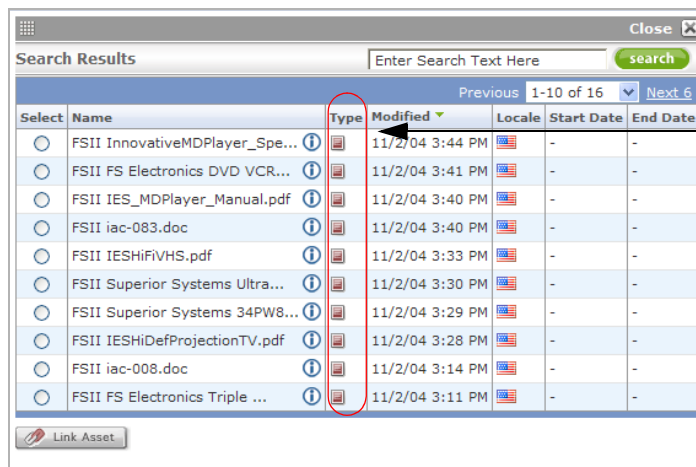 Close
Search Results Enter Search Text Here search
Previous 1-10 of 16 Next 6
Select Name Type Modified Locale Start Date End Date
FSII InnovativeMDPlayer_Spe... 11/2/04 3:44 PM - -
FSII FS Electronics DVD VCR... 11/2/04 3:41 PM - -
FSII IES_MDPlayer_Manual.pdf 11/2/04 3:40 PM - -
FSII iac-083.doc 11/2/04 3:40 PM - -
FSII IESHiFiVHS.pdf 11/2/04 3:33 PM - -
FSII Superior Systems Ultra... 11/2/04 3:30 PM - -
FSII Superior Systems 34PW8... 11/2/04 3:29 PM - -
FSII IESHiDefProjectionTV.pdf 11/2/04 3:28 PM - -
FSII iac-008.doc 11/2/04 3:14 PM - -
FSII FS Electronics Triple ... 11/2/04 3:11 PM - -
Link Asset